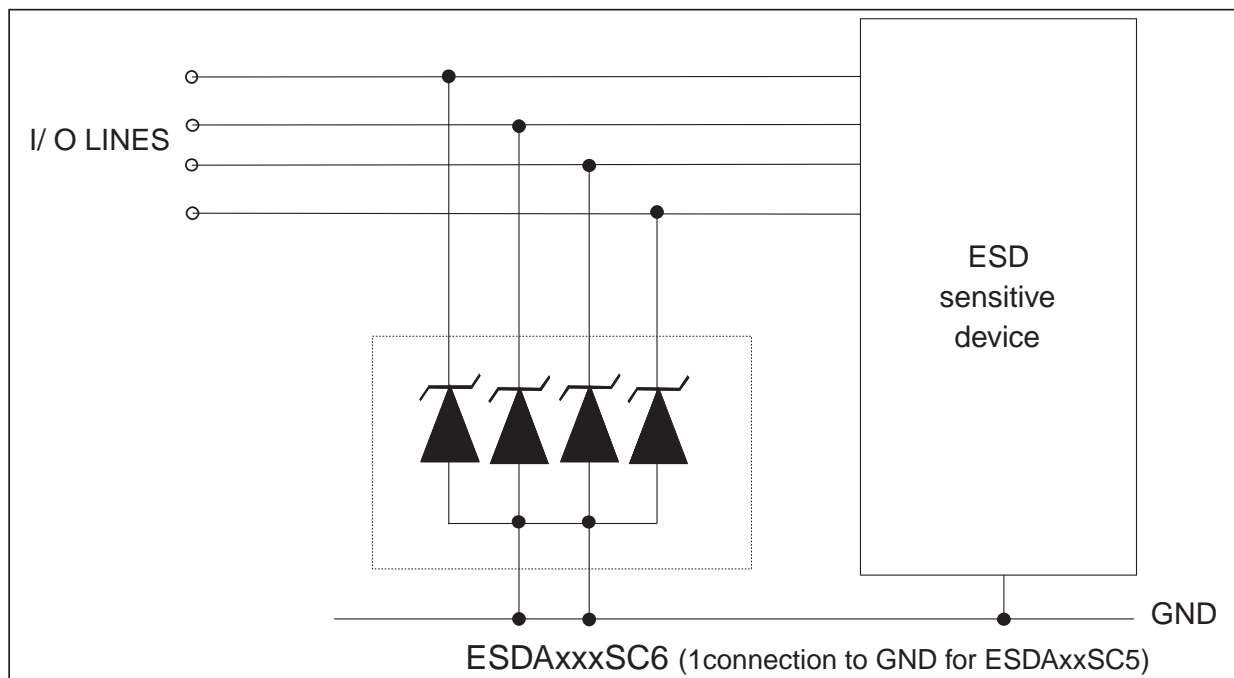 I/ O LINES
ESD
sensitive
device
GND
ESDAxxxSC6 (1connection to GND for ESDAxxSC5)